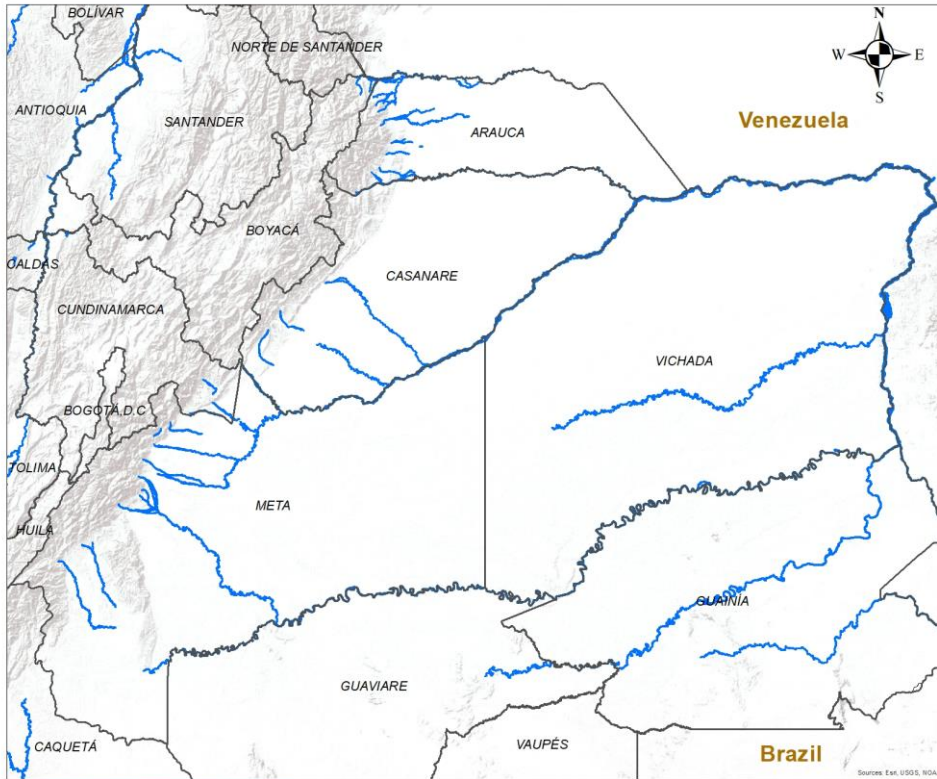 BOLÍVAR
N
NORTE DE SANTANDER
W E
S
ANTIOQUIA
SANTANDER
ARAUCA
Venezuela
BOYACÁ
CALDAS
CASANARE
CUNDINAMARCA
VICHADA
BOGOTÁ D.C
TOLIMA
META
HUILA
GUAINÍA
GUAVIARE
CAQUETÁ
VAUPÉS
Brazil
Sources: Esri, USGS, NOA